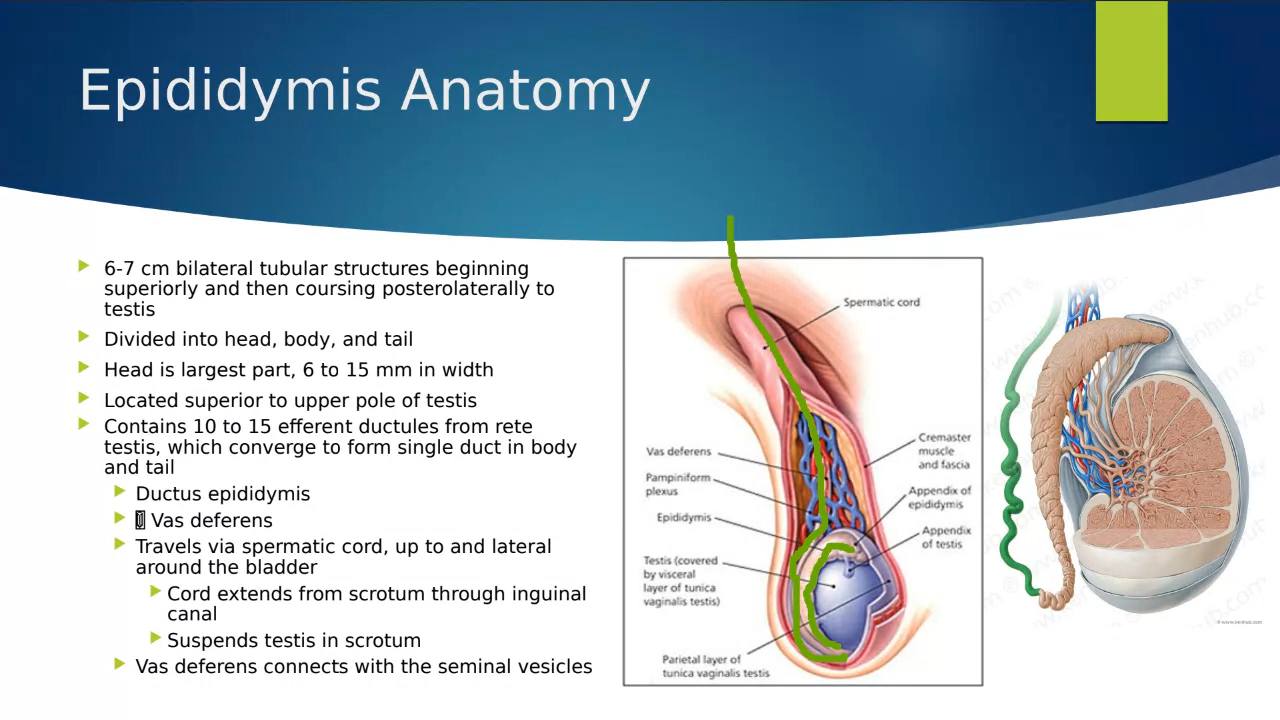 Epididymis Anatomy
6-7 cm bilateral tubular structures beginning
superiorly and then coursing posterolaterally to
testis
Divided into head, body, and tail
Head is largest part, 6 to 15 mm in width
Located superior to upper pole of testis
Contains 10 to 15 efferent ductules from rete
testis, which converge to form single duct in body
and tail
Ductus epididymis
Vas deferens
Travels via spermatic cord, up to and lateral
around the bladder
Cord extends from scrotum through inguinal
canal
Suspends testis in scrotum
Vas deferens connects with the seminal vesicles
Spermatic cord
Vas deferens
Pampiniform
plexus
Epididymis
Testis (covered
by visceral
layer of tunica
vaginalis testis)
Parietal layer of
tunica vaginalis testis
Cremaster
muscle
and fascia
Appendix of
epididymis
Appendix
of testis
© www.kenhub.com